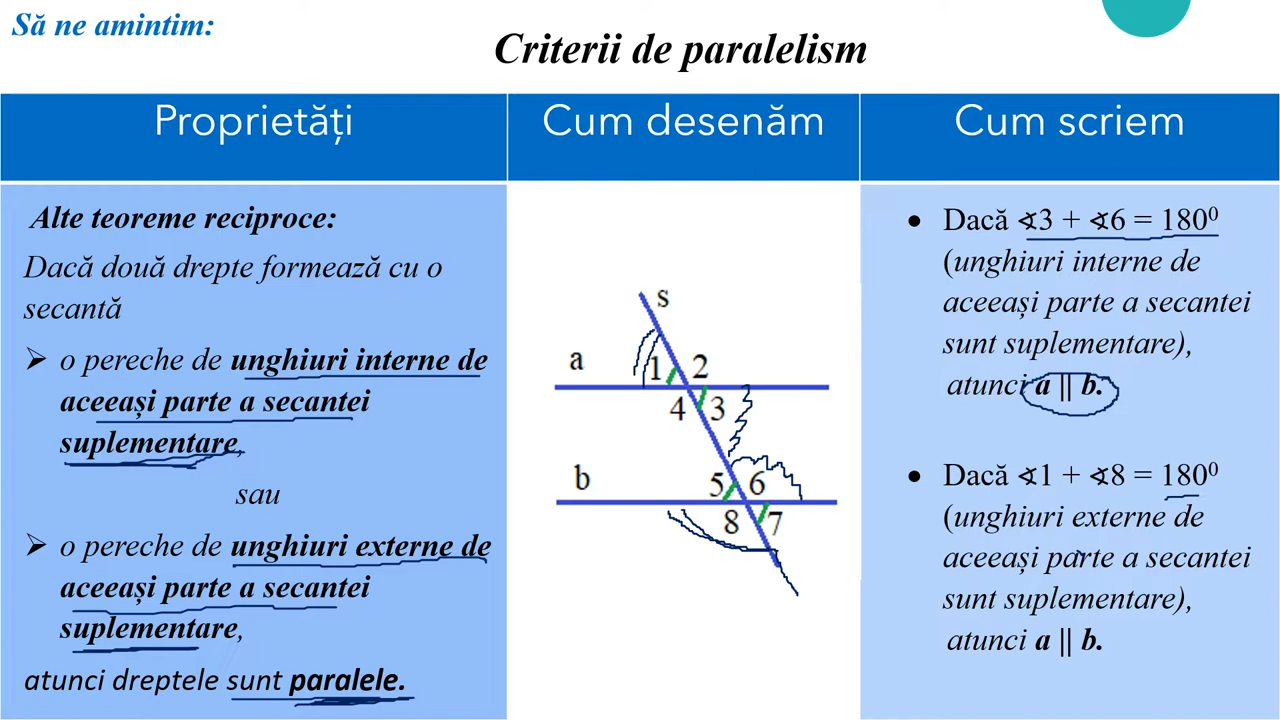 Să ne amintim:
Criterii de paralelism
Proprietăți
Cum desenăm
Cum scriem
Alte teoreme reciproce:
Dacă două drepte formează cu o
secantă
➢ o pereche de unghiuri interne de
aceeași parte a secantei
suplementare,
sau
➢ o pereche de unghiuri externe de
aceeași parte a secantei
suplementare,
atunci dreptele sunt paralele.
s
a
1 2
4 3
b
5 6
8 7
• Dacă ∢3 + ∢6 = 180⁰
(unghiuri interne de
aceeași parte a secantei
sunt suplementare),
atunci a || b.
• Dacă ∢1 + ∢8 = 180⁰
(unghiuri externe de
aceeași parte a secantei
sunt suplementare),
atunci a || b.